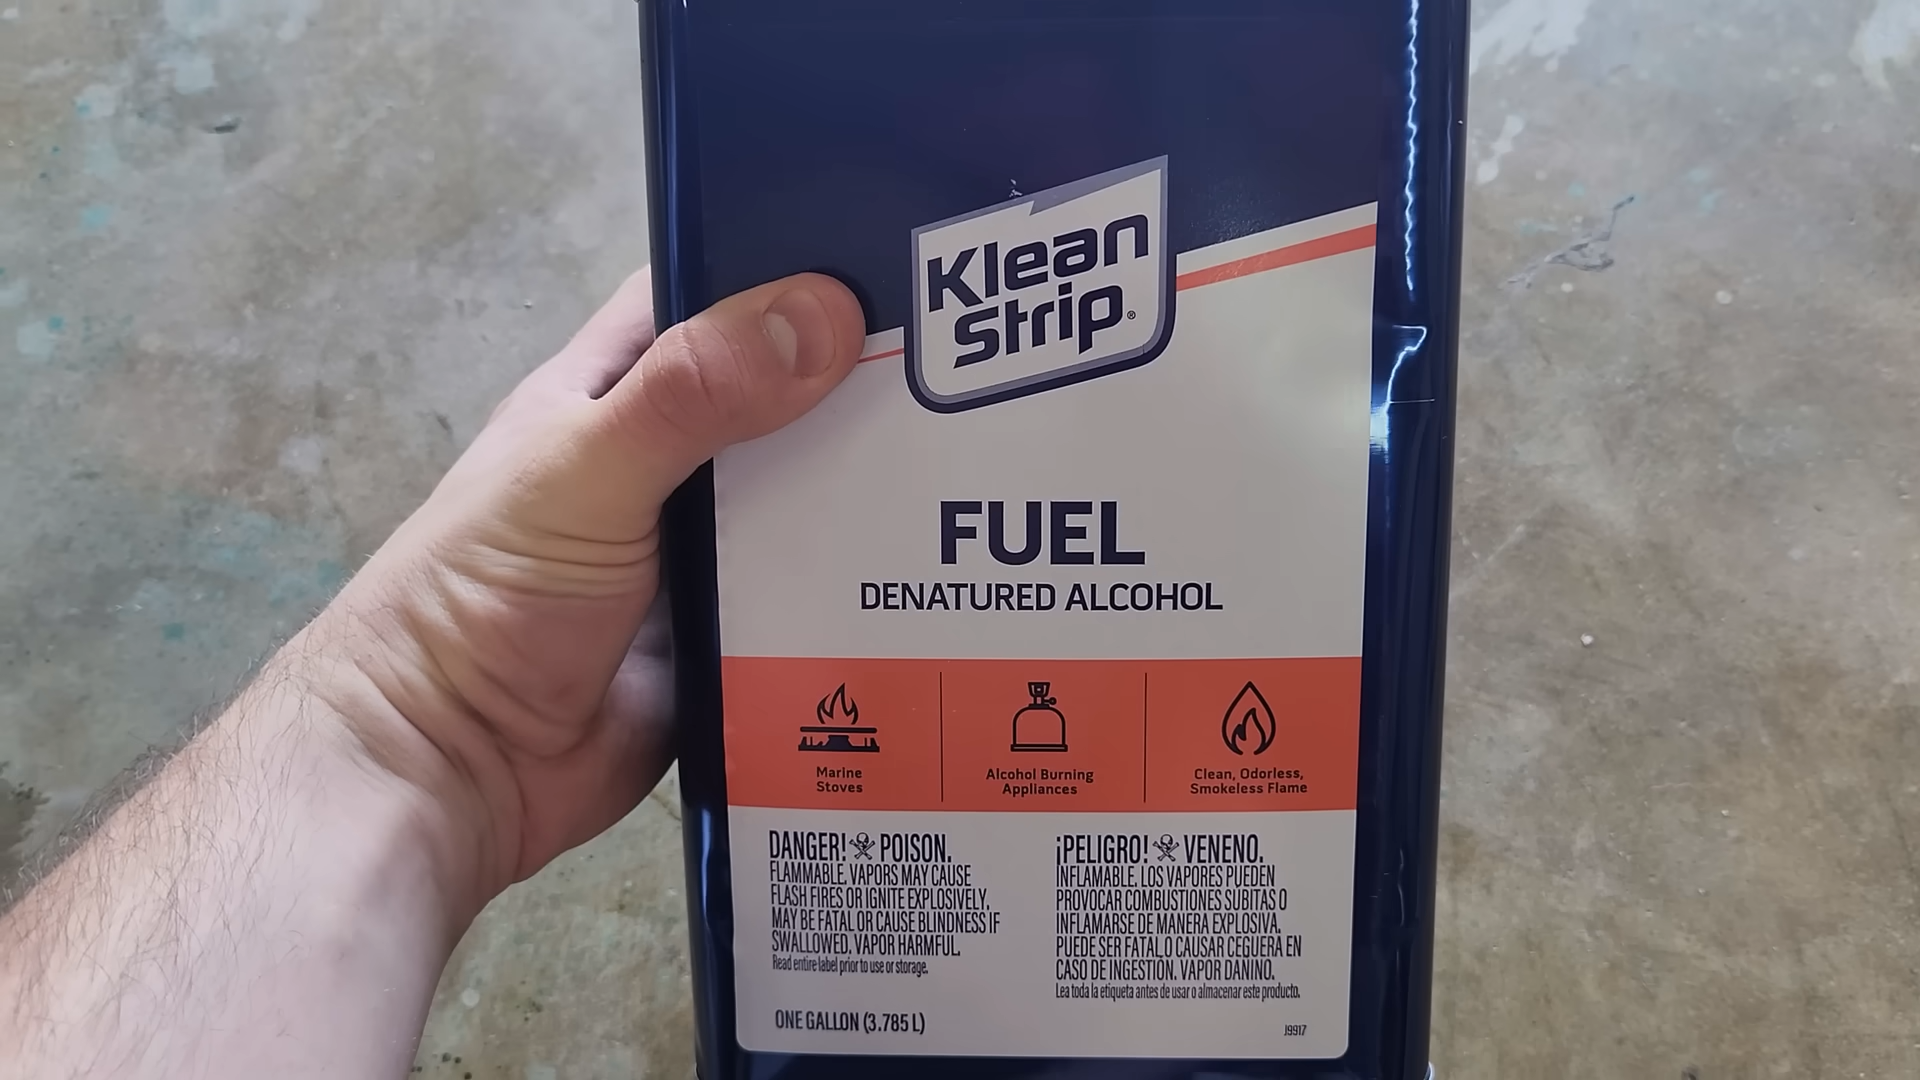 Klean
Strip®
FUEL
DENATURED ALCOHOL
Marine
Stoves
Alcohol Burning
Appliances
Clean, Odorless,
Smokeless Flame
DANGER! POISON.
FLAMMABLE. VAPORS MAY CAUSE
FLASH FIRES OR IGNITE EXPLOSIVELY.
MAY BE FATAL OR CAUSE BLINDNESS IF
SWALLOWED. VAPOR HARMFUL.
Read entire label prior to use or storage.
ONE GALLON (3.785 L)
¡PELIGRO! VENENO.
INFLAMABLE. LOS VAPORES PUEDEN
PROVOCAR COMBUSTIONES SÚBITAS O
INFLAMARSE DE MANERA EXPLOSIVA.
PUEDE SER FATAL O CAUSAR CEGUERA EN
CASO DE INGESTIÓN. VAPOR DANINO.
Lea toda la etiqueta antes de usar o almacenar este producto.
J9917